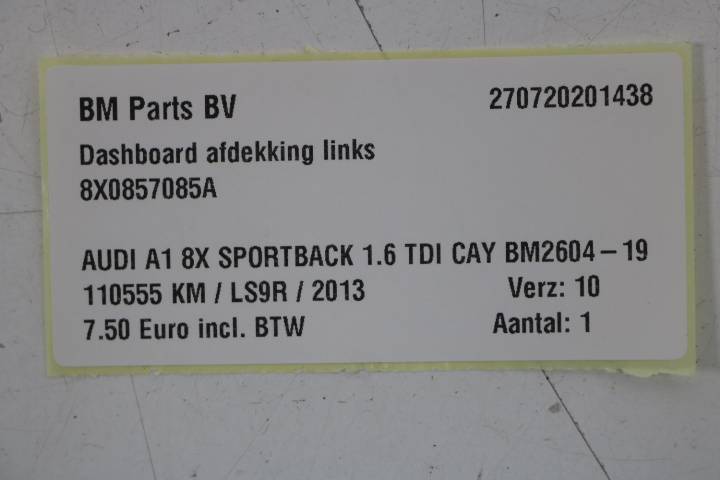 BM Parts BV 270720201438
Dashboard afdekking links
8X0857085A
AUDI A1 8X SPORTBACK 1.6 TDI CAY BM2604-19
110555 KM / LS9R / 2013 Verz: 10
7.50 Euro incl. BTW Aantal: 1